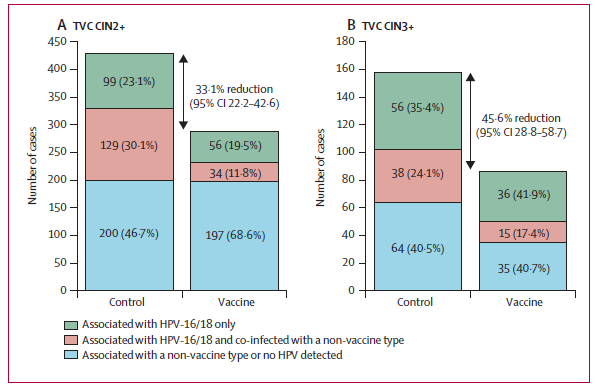 A TVC CIN2+
450
400
350
300
250
200
150
100
50
0
Number of cases
99 (23·1%)
129 (30·1%)
200 (46·7%)
33·1% reduction
(95% CI 22·2–42·6)
56 (19·5%)
34 (11·8%)
197 (68·6%)
Control
Vaccine
B TVC CIN3+
180
160
140
120
100
80
60
40
20
0
Number of cases
56 (35·4%)
38 (24·1%)
64 (40·5%)
45·6% reduction
(95% CI 28·8–58·7)
36 (41·9%)
15 (17·4%)
35 (40·7%)
Control
Vaccine
Associated with HPV-16/18 only
Associated with HPV-16/18 and co-infected with a non-vaccine type
Associated with a non-vaccine type or no HPV detected